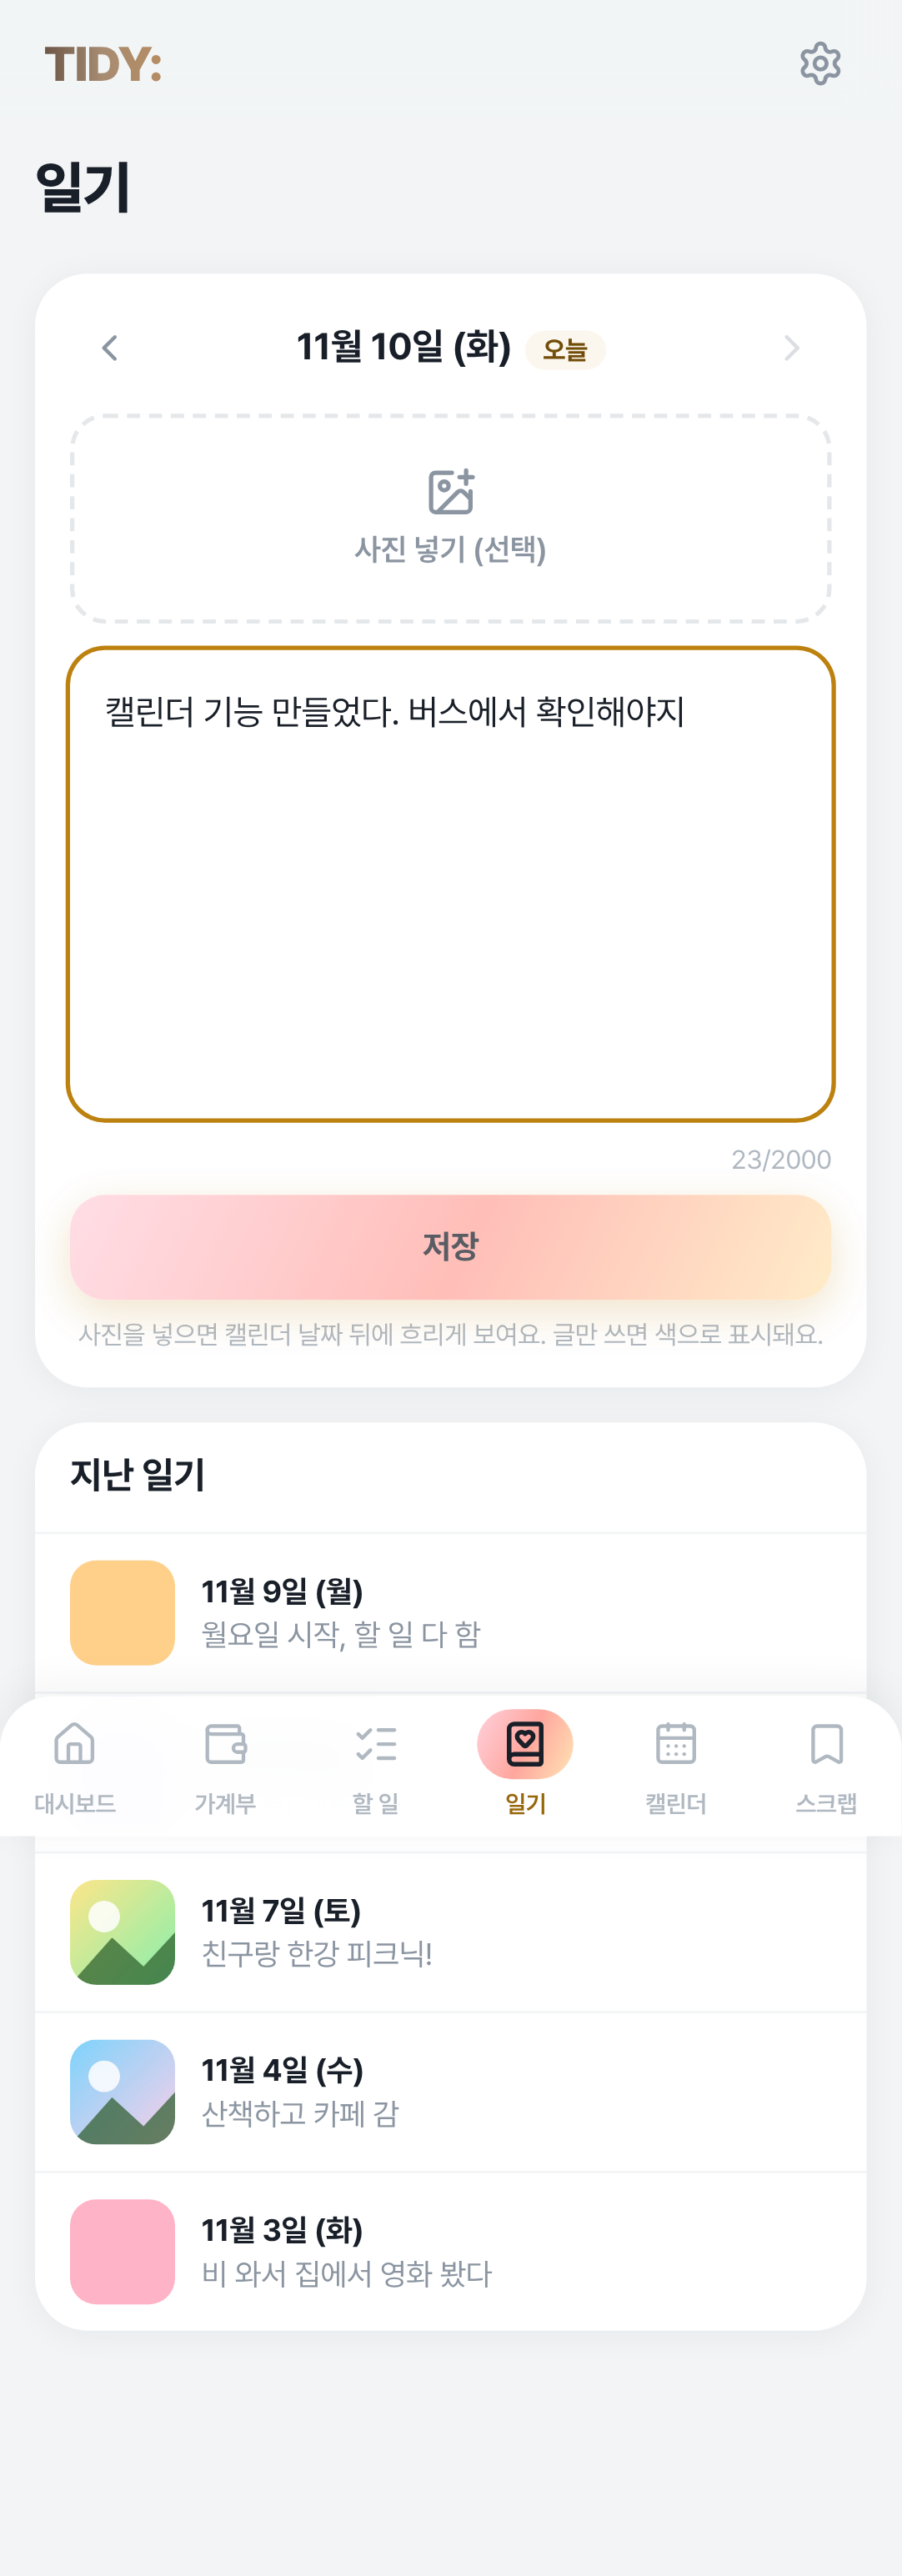 TIDY:
일기
11월 10일 (화) 오늘
사진 넣기 (선택)
캘린더 기능 만들었다. 버스에서 확인해야지
23/2000
저장
사진을 넣으면 캘린더 날짜 뒤에 흐리게 보여요. 글만 쓰면 색으로 표시돼요.
지난 일기
11월 9일 (월)
월요일 시작, 할 일 다 함
대시보드 가계부 할 일 일기 캘린더 스크랩
11월 7일 (토)
친구랑 한강 피크닉!
11월 4일 (수)
산책하고 카페 감
11월 3일 (화)
비 와서 집에서 영화 봤다